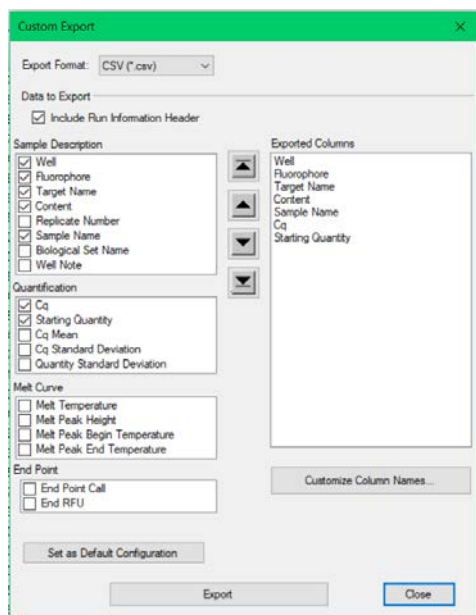 Custom Export
Export Format: CSV (*.csv)
Data to Export
Include Run Information Header
Sample Description
Well
Fluorophore
Target Name
Content
Replicate Number
Sample Name
Biological Set Name
Well Note
Quantification
Cq
Starting Quantity
Cq Mean
Cq Standard Deviation
Quantity Standard Deviation
Melt Curve
Melt Temperature
Melt Peak Height
Melt Peak Begin Temperature
Melt Peak End Temperature
End Point
End Point Call
End RFU
Exported Columns
Well
Fluorophore
Target Name
Content
Sample Name
Cq
Starting Quantity
Customize Column Names...
Set as Default Configuration
Export
Close